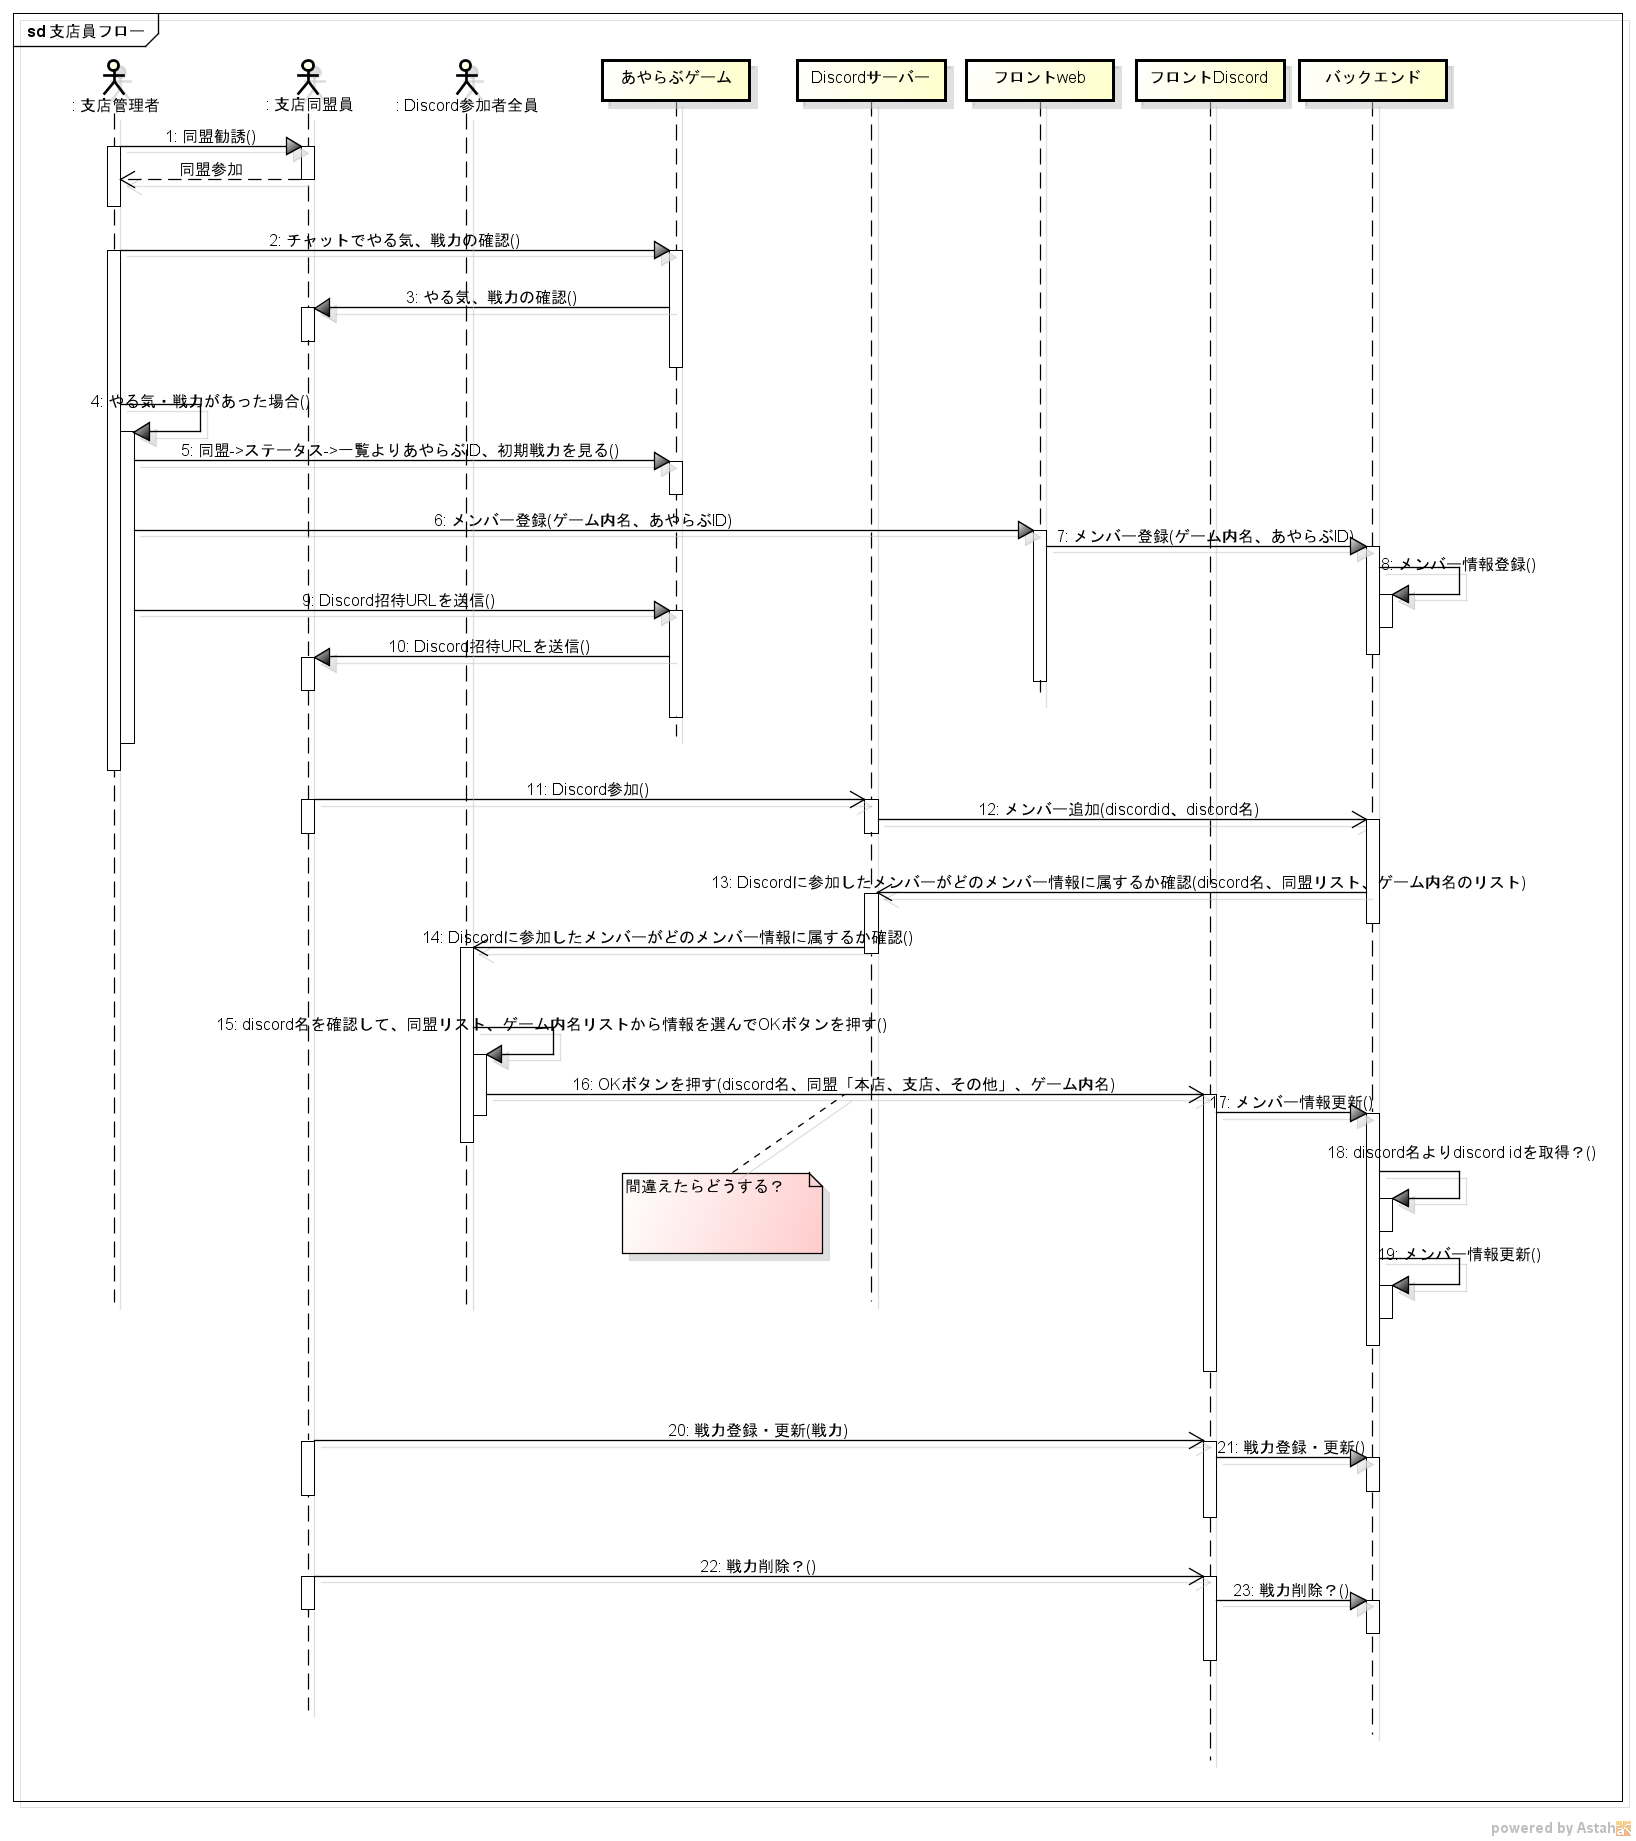 sd 支店員フロー
: 支店管理者
: 支店同盟員
: Discord参加者全員
あやらぶゲーム
Discordサーバー
フロントweb
フロントDiscord
バックエンド
1: 同盟勧誘()
同盟参加
2: チャットでやる気、戦力の確認()
3: やる気、戦力の確認()
4: やる気・戦力があった場合()
5: 同盟->ステータス->一覧よりあやらぶID、初期戦力を見る()
6: メンバー登録(ゲーム内名、あやらぶID)
7: メンバー登録(ゲーム内名、あやらぶID)
8: メンバー情報登録()
9: Discord招待URLを送信()
10: Discord招待URLを送信()
11: Discord参加()
12: メンバー追加(discordid、discord名)
13: Discordに参加したメンバーがどのメンバー情報に属するか確認(discord名、同盟リスト、ゲーム内名のリスト)
14: Discordに参加したメンバーがどのメンバー情報に属するか確認()
15: discord名を確認して、同盟リスト、ゲーム内名リストから情報を選んでOKボタンを押す()
16: OKボタンを押す(discord名、同盟「本店、支店、その他」、ゲーム内名)
17: メンバー情報更新()
18: discord名よりdiscord idを取得？()
間違えたらどうする？
19: メンバー情報更新()
20: 戦力登録・更新(戦力)
21: 戦力登録・更新()
22: 戦力削除？()
23: 戦力削除？()
powered by Astah